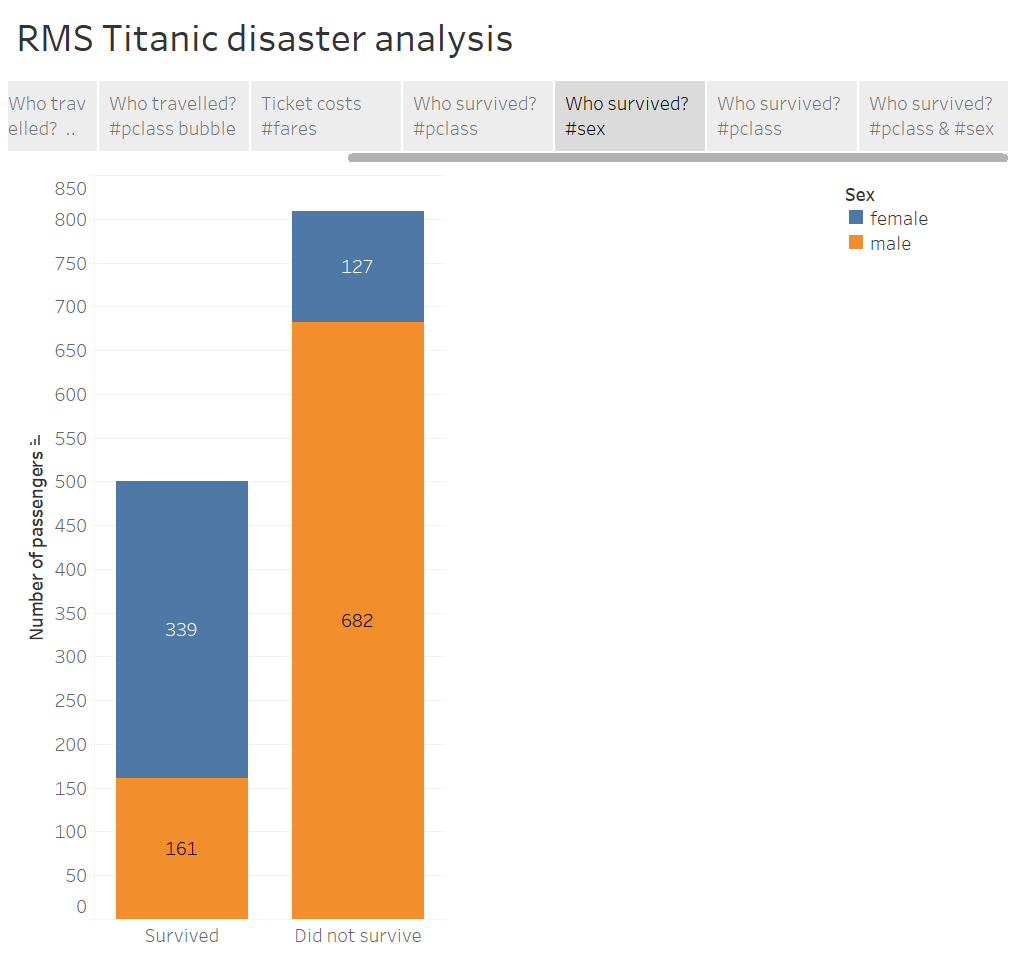 RMS Titanic disaster analysis
Who trav
elled? ..
Who travelled?
#pclass bubble
Ticket costs
#fares
Who survived?
#pclass
Who survived?
#sex
Who survived?
#pclass
Who survived?
#pclass & #sex
Number of passengers
850
800
750
700
650
600
550
500
450
400
350
300
250
200
150
100
50
0
339
161
127
682
Survived
Did not survive
Sex
female
male